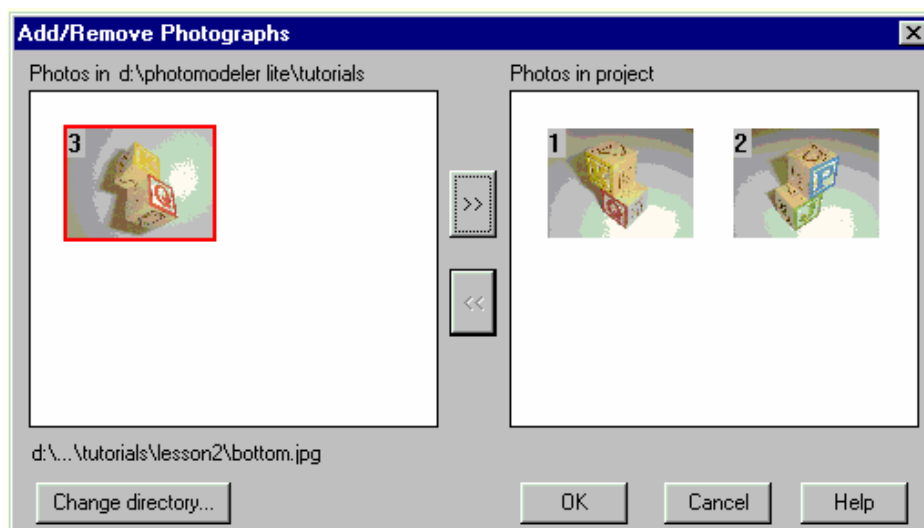 Add/Remove Photographs
Photos in d:\photomodeler lite\tutorials
Photos in project
3
1
2
>>
<<
d:\...\tutorials\lesson2\bottom.jpg
Change directory...
OK
Cancel
Help
Q
P